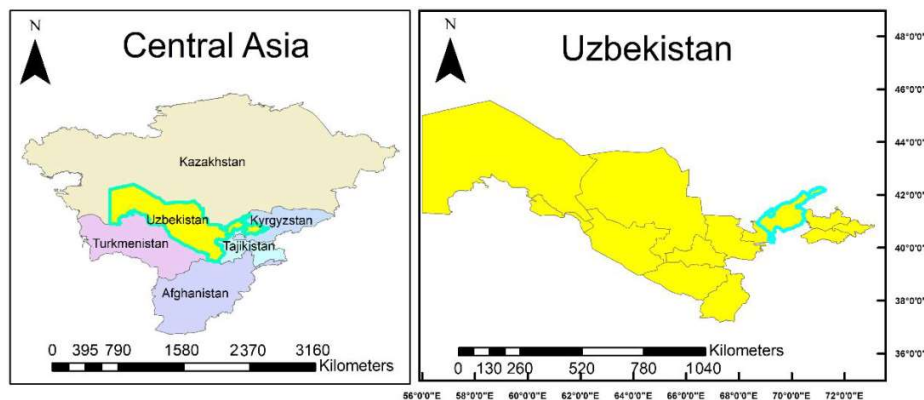 N
Central Asia
Kazakhstan
Uzbekistan
Kyrgyzstan
Turkmenistan
Tajikistan
Afghanistan
0 395 790 1580 2370 3160
Kilometers
N
Uzbekistan
48°0'0"
46°0'0"
44°0'0"
42°0'0"
40°0'0"
38°0'0"
36°0'0"
Kilometers
0 130 260 520 780 1040
56°0'0"E 58°0'0"E 60°0'0"E 62°0'0"E 64°0'0"E 66°0'0"E 68°0'0"E 70°0'0"E 72°0'0"E